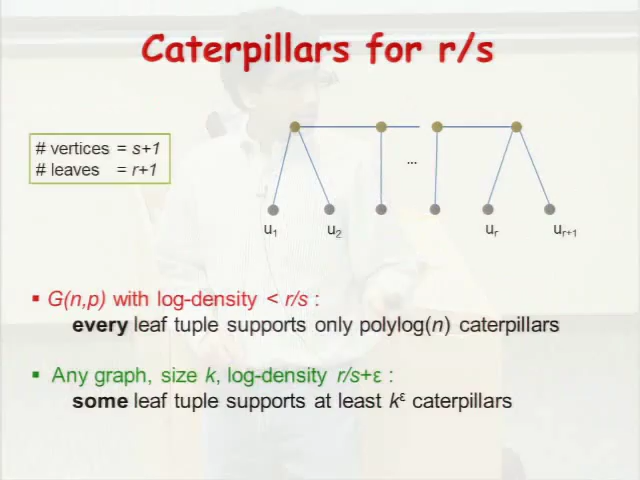 Caterpillars for r/s
# vertices = s+1
# leaves = r+1
...
u1 u2 ur ur+1
▪ G(n,p) with log-density < r/s :
every leaf tuple supports only polylog(n) caterpillars
▪ Any graph, size k, log-density r/s+ε :
some leaf tuple supports at least kε caterpillars